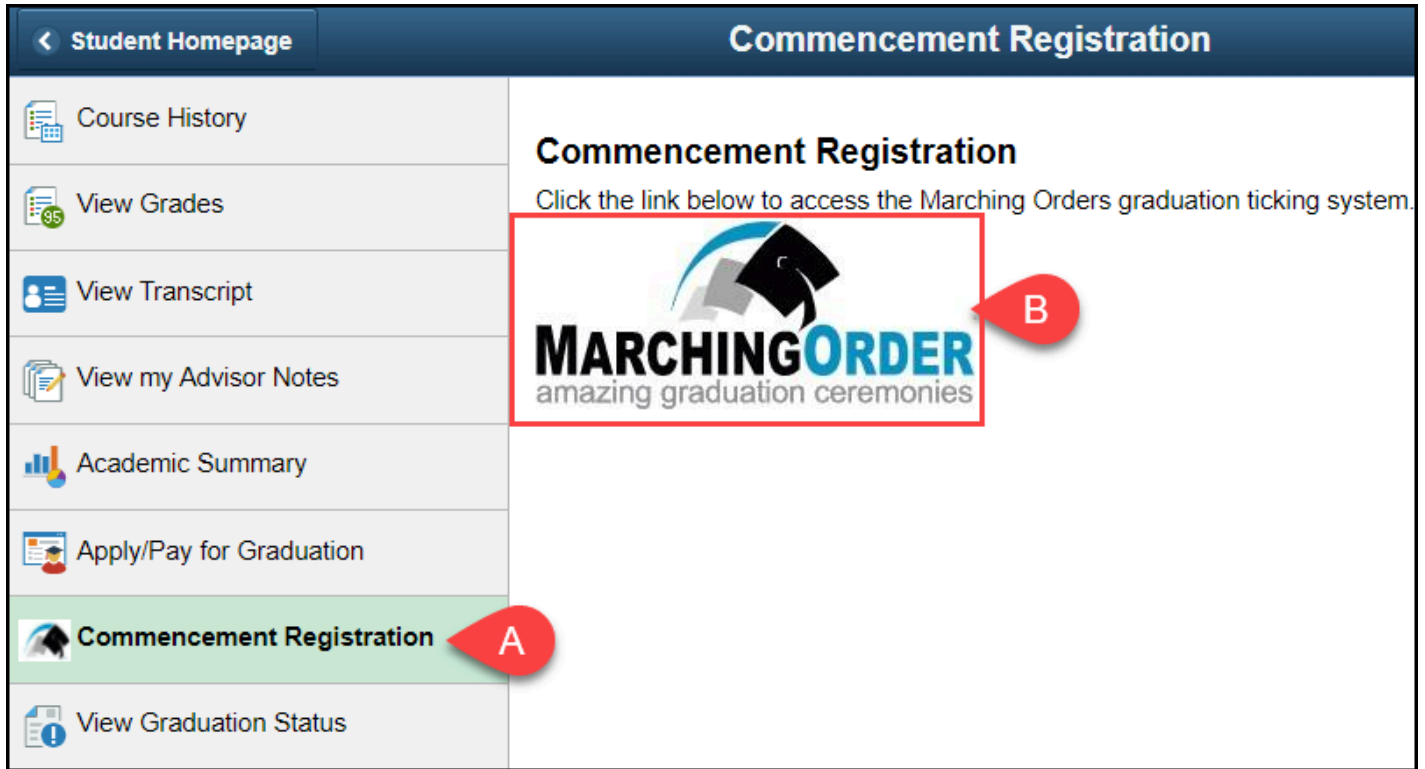 Student Homepage
Commencement Registration
Course History
View Grades
95
View Transcript
View my Advisor Notes
Academic Summary
Apply/Pay for Graduation
Commencement Registration
A
View Graduation Status
Commencement Registration
Click the link below to access the Marching Orders graduation ticking system.
MARCHINGORDER
amazing graduation ceremonies
B